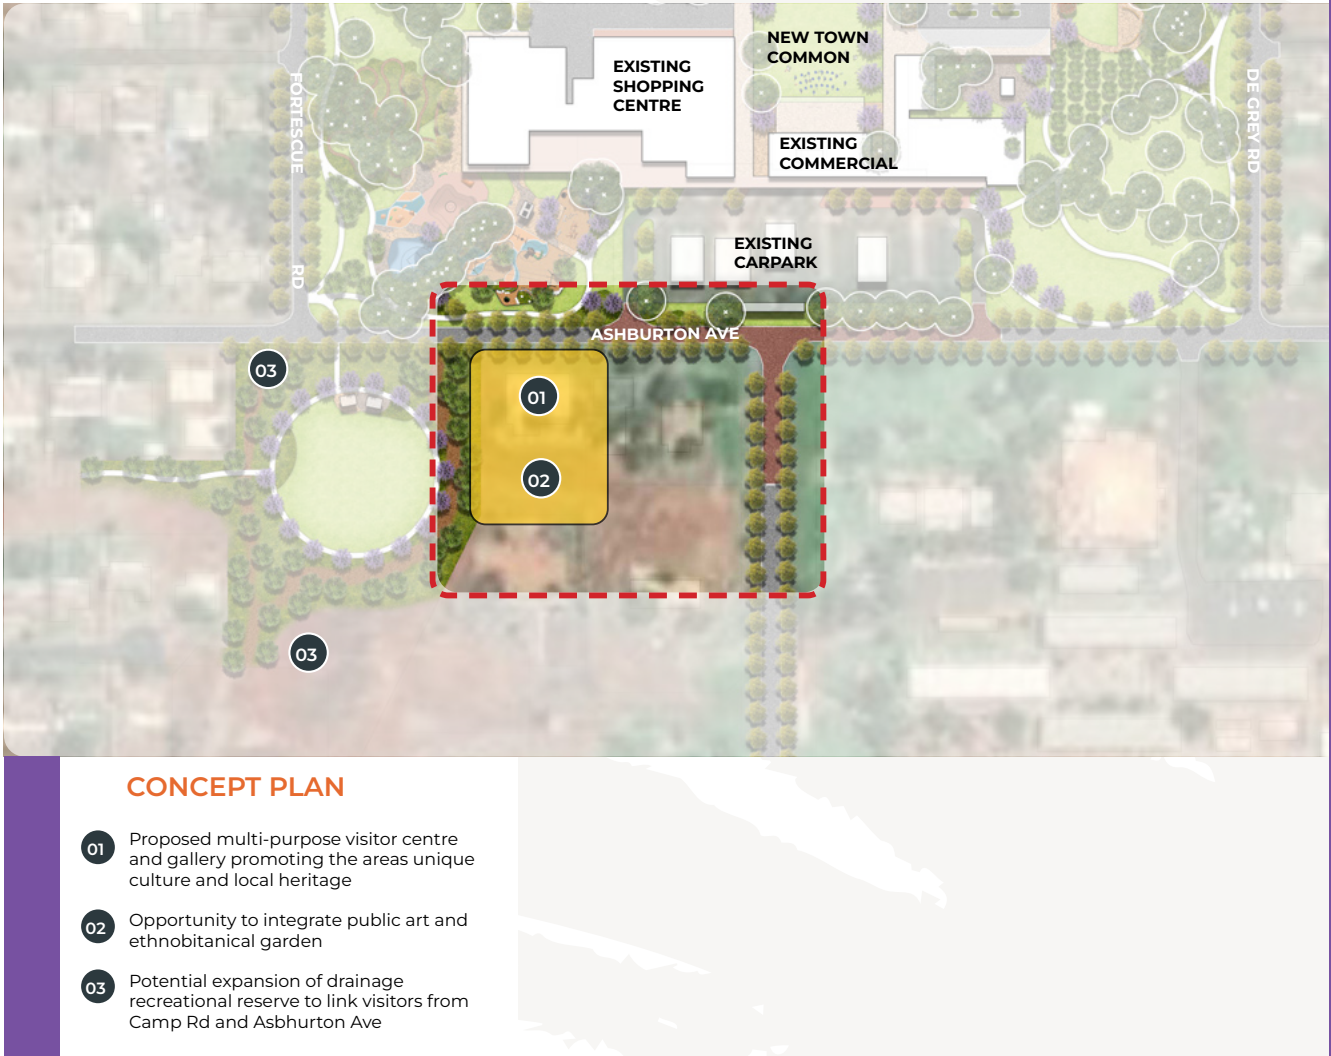 NEW TOWN
COMMON
EXISTING
SHOPPING
CENTRE
FORTESCUE
RD
DE GREY RD
EXISTING
COMMERCIAL
EXISTING
CARPARK
ASHBURTON AVE
03
01
02
03
CONCEPT PLAN
01
Proposed multi-purpose visitor centre
and gallery promoting the areas unique
culture and local heritage
02
Opportunity to integrate public art and
ethnobitanical garden
03
Potential expansion of drainage
recreational reserve to link visitors from
Camp Rd and Asbhurton Ave